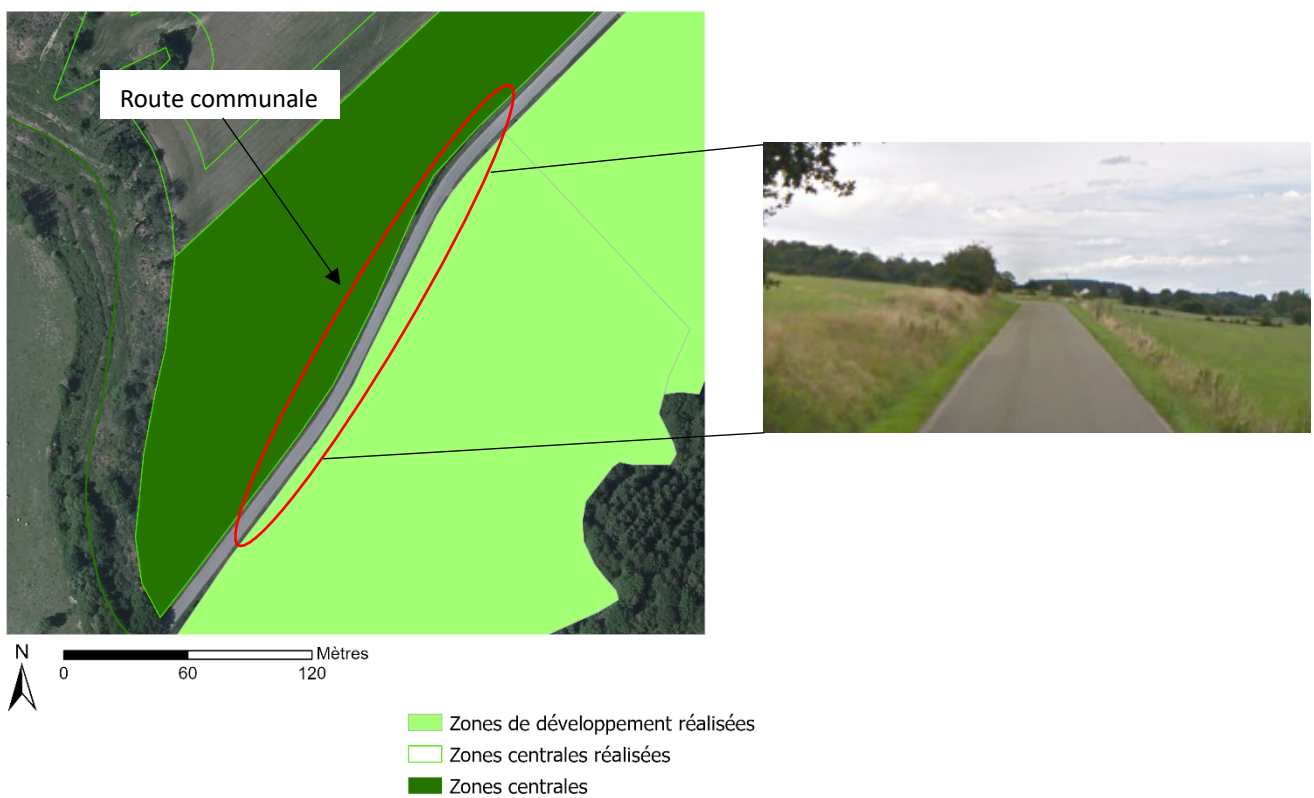 Route communale
N
Mètres
0 60 120
Zones de développement réalisées
Zones centrales réalisées
Zones centrales